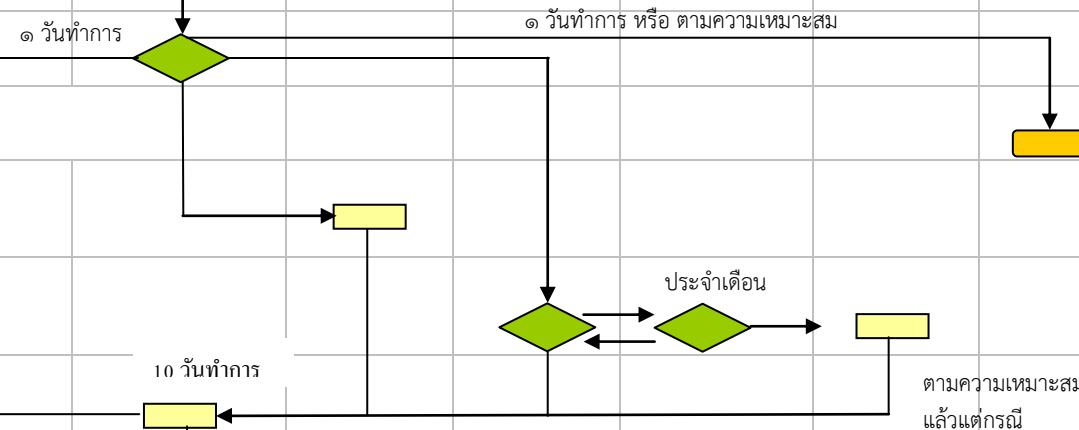 ๑ วันทำการ หรือ ตามความเหมาะสม
๑ วันทำการ
ประจำเดือน
10 วันทำการ
ตามความเหมาะสม
แล้วแต่กรณี